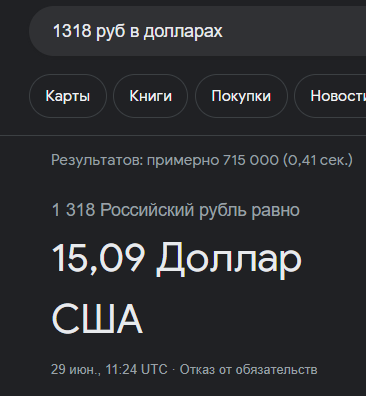 1318 руб в долларах
Карты Книги Покупки Новости
Результатов: примерно 715 000 (0,41 сек.)
1 318 Российский рубль равно
15,09 Доллар
США
29 июн., 11:24 UTC · Отказ от обязательств